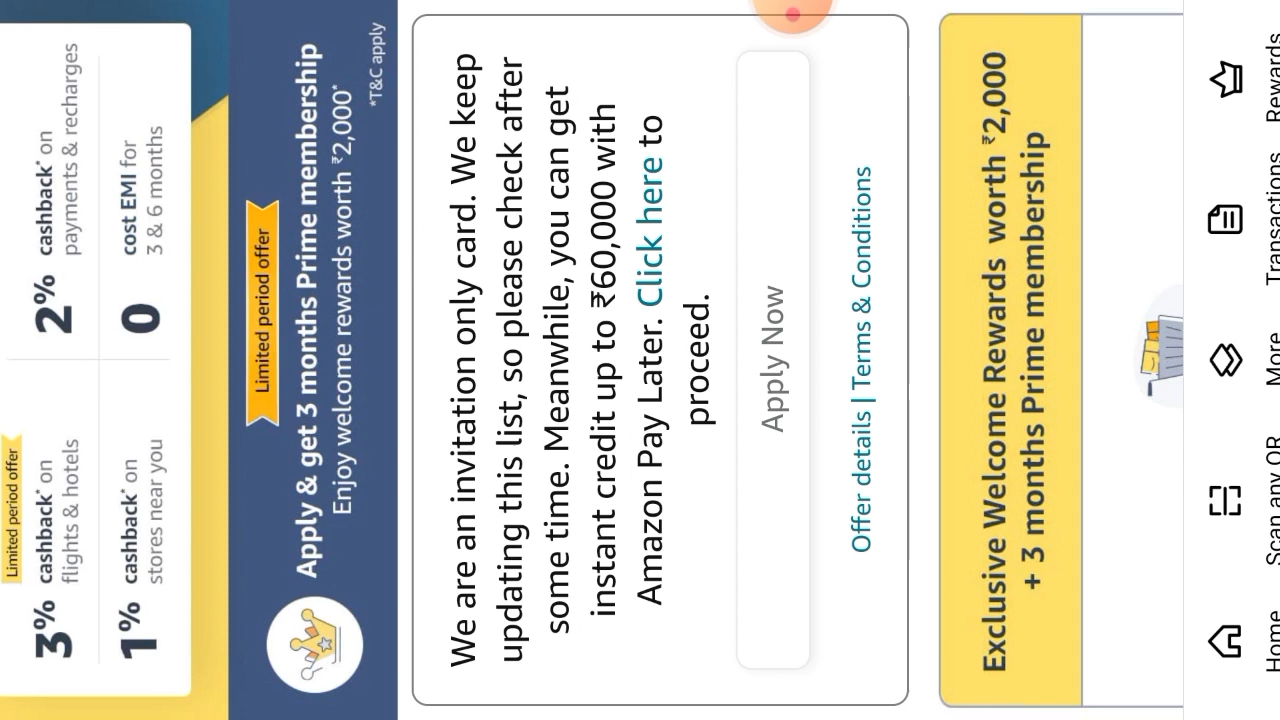 Limited period offer
3% cashback* on
flights & hotels
2% cashback* on
payments & recharges
1% cashback* on
stores near you
0 cost EMI for
3 & 6 months
Limited period offer
Apply & get 3 months Prime membership
Enjoy welcome rewards worth ₹2,000*
*T&C apply
We are an invitation only card. We keep
updating this list, so please check after
some time. Meanwhile, you can get
instant credit up to ₹60,000 with
Amazon Pay Later. Click here to
proceed.
Apply Now
Offer details | Terms & Conditions
Exclusive Welcome Rewards worth ₹2,000
+ 3 months Prime membership
Home
Scan any QR
More
Transactions
Rewards